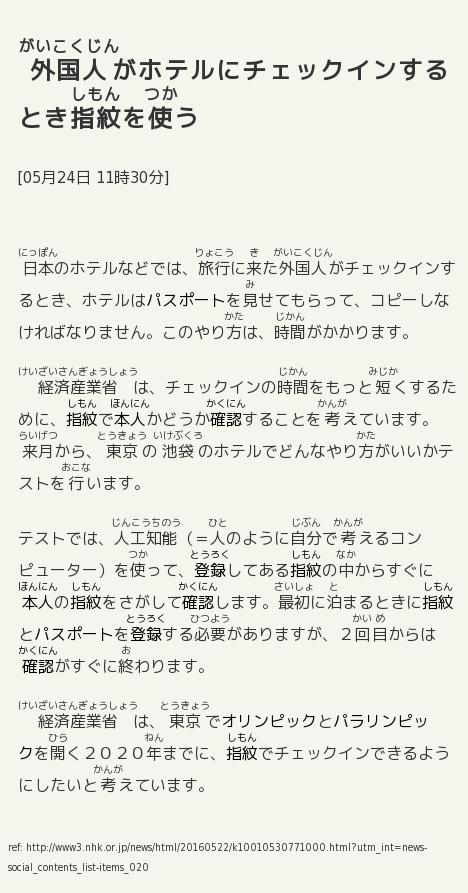 がいこくじん
外国人がホテルにチェックインする
しもん つか
とき指紋を使う
[05月24日 11時30分]
にっぽん りょこう き がいこくじん
日本のホテルなどでは、旅行に来た外国人がチェックインす
み
るとき、ホテルはパスポートを見せてもらって、コピーしな
かた じかん
ければなりません。このやり方は、時間がかかります。
けいざいさんぎょうしょう じかん みじか
経済産業省は、チェックインの時間をもっと短くするた
しもん ほんにん かくにん かんが
めに、指紋で本人かどうか確認することを考えています。
らいげつ とうきょう いけぶくろ かた
来月から、東京の池袋のホテルでどんなやり方がいいかテ
おこな
ストを行います。
じんこうちのう ひと じぶん かんが
テストでは、人工知能（＝人のように自分で考えるコン
つか とうろく しもん なか
ピューター）を使って、登録してある指紋の中からすぐに
ほんにん しもん かくにん さいしょ と しもん
本人の指紋をさがして確認します。最初に泊まるときに指紋
とうろく ひつよう かい め
とパスポートを登録する必要がありますが、２回目からは
かくにん お
確認がすぐに終わります。
けいざいさんぎょうしょう とうきょう
経済産業省は、東京でオリンピックとパラリンピッ
ひら ねん しもん
クを開く２０２０年までに、指紋でチェックインできるよう
かんが
にしたいと考えています。
ref: http://www3.nhk.or.jp/news/html/20160522/k10010530771000.html?utm_int=news-
social_contents_list-items_020